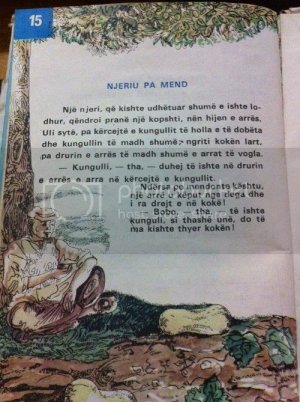 15
NJERIU PA MEND
Një njeri, që kishte udhëtuar shumë e ishte lo-
dhur, qëndroi pranë një kopshti, nën hijen e arrës.
Uli sytë, pa kërcejtë e kungullit të holla e të dobëta
dhe kungullin të madh shumë; ngriti kokën lart,
pa drurin e arrës të madh shumë e arrat të vogla.
— Kungulli, — tha, — duhej të ishte në drurin
e arrës e arra në kërcejtë e kungullit.
Ndërsa po mendonte kështu,
një arrë u këput nga dega dhe
i ra drejt e në kokë!
— Bobo, — tha, — të ishte
kungull, si thashë unë, do të
ma kishte thyer kokën!
photobucket